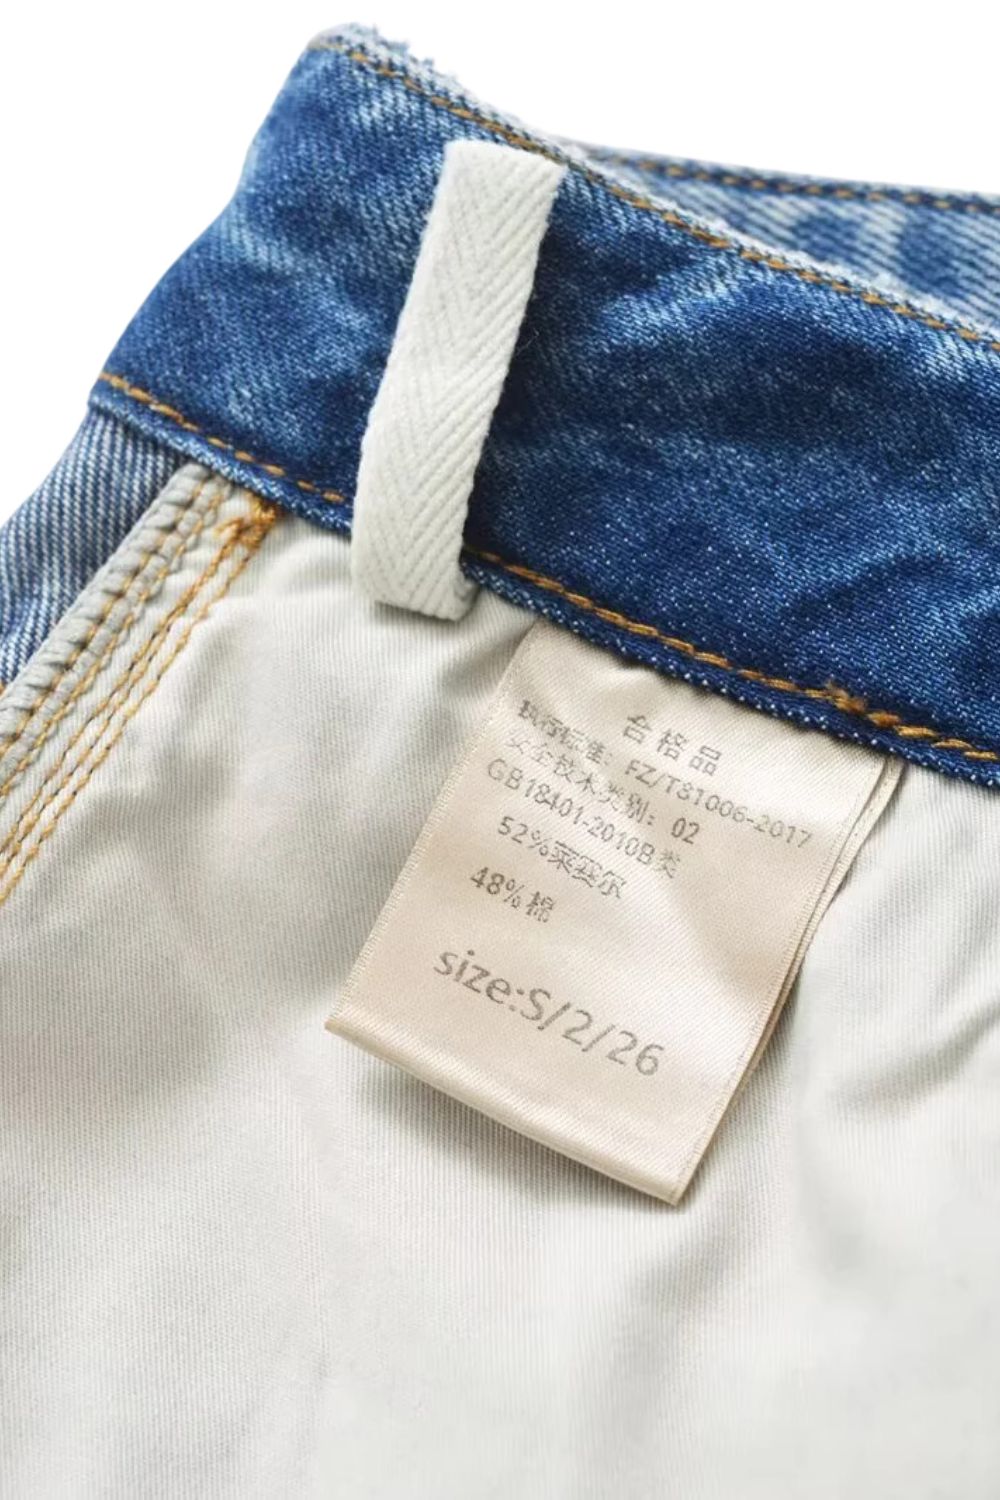 合格品
执行标准：FZ/T81006-2017
安全技术类别：02
GB18401-2010B类
52%莱赛尔
48%棉
size:S/2/26